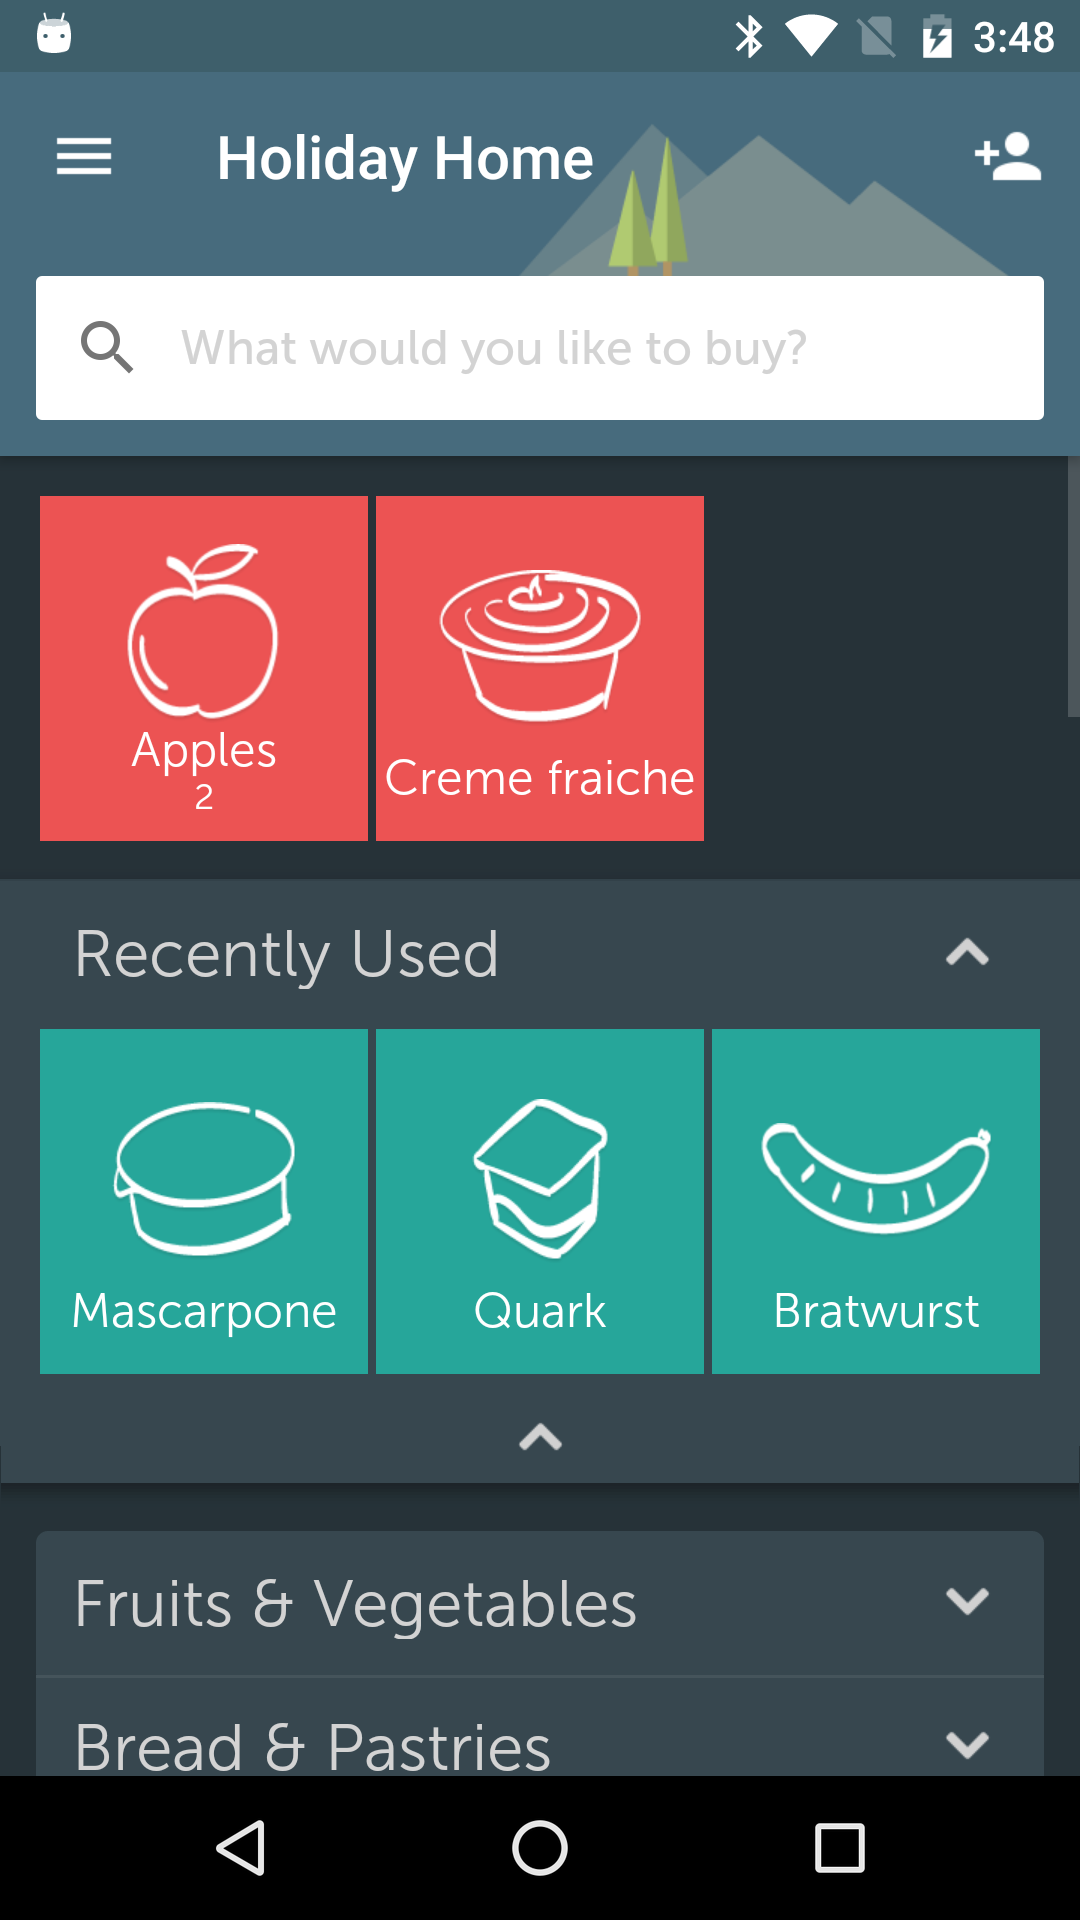 3:48
Holiday Home
What would you like to buy?
Apples
2
Creme fraiche
Recently Used
Mascarpone
Quark
Bratwurst
Fruits & Vegetables
Bread & Pastries